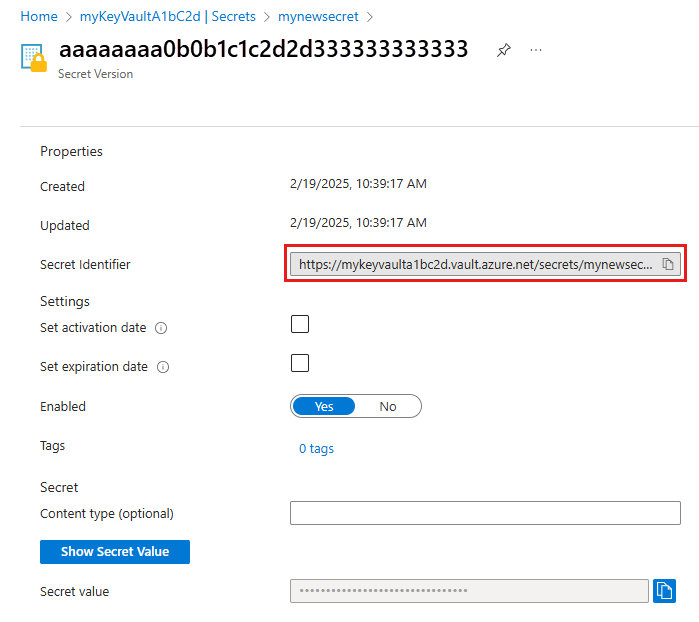 Home > myKeyVaultA1bC2d | Secrets > mynewsecret >
aaaaaaaa0b0b1c1c2d2d333333333333
Secret Version
Properties
Created 2/19/2025, 10:39:17 AM
Updated 2/19/2025, 10:39:17 AM
Secret Identifier https://mykeyvaulta1bc2d.vault.azure.net/secrets/mynewsec...
Settings
Set activation date
Set expiration date
Enabled Yes No
Tags 0 tags
Secret
Content type (optional)
Show Secret Value
Secret value •••••••••••••••••••••••••••••••